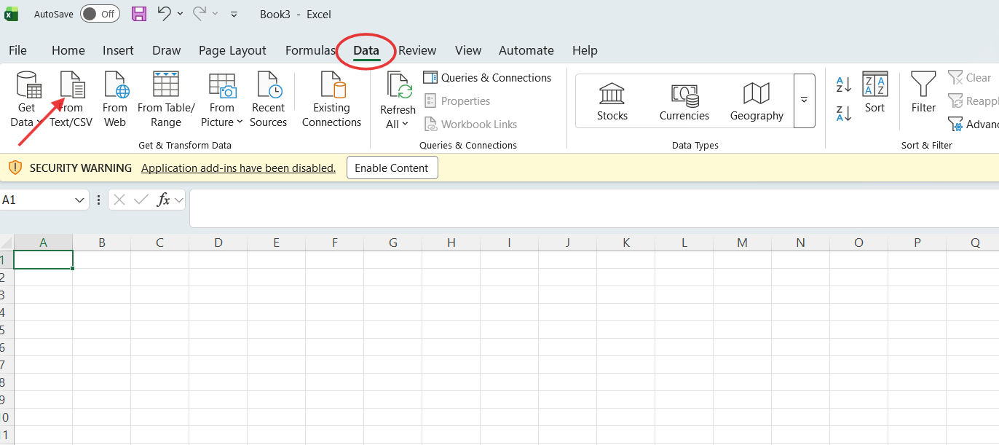 AutoSave Off Book3 - Excel
File Home Insert Draw Page Layout Formulas Data Review View Automate Help
Get Data
From Text/CSV
From Web
From Table/ Range
From Picture
Recent Sources
Existing Connections
Get & Transform Data
Refresh All
Queries & Connections
Properties
Workbook Links
Queries & Connections
Stocks
Currencies
Geography
Data Types
A Z
Z A
Z A A Z
Sort
Filter
Clear
Reappl
Advanc
Sort & Filter
SECURITY WARNING Application add-ins have been disabled. Enable Content
A1 fx
A B C D E F G H I J K L M N O P Q
1
2
3
4
5
6
7
8
9
0
1